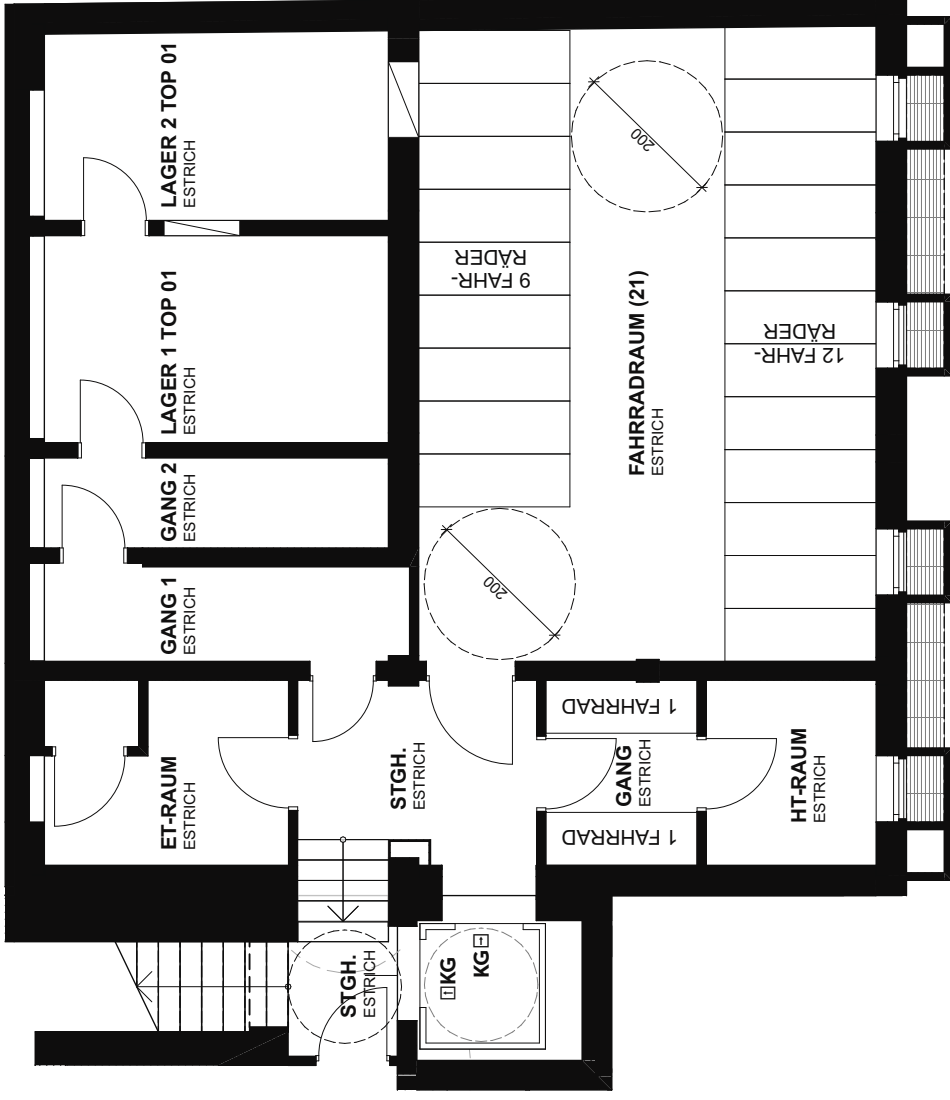 LAGER 2 TOP 01
ESTRICH
LAGER 1 TOP 01
ESTRICH
GANG 2
ESTRICH
GANG 1
ESTRICH
ET-RAUM
ESTRICH
STGH.
ESTRICH
STGH.
ESTRICH
KG
KG
9 FAHR-
RÄDER
200
200
FAHRRADRAUM (21)
ESTRICH
12 FAHR-
RÄDER
1 FAHRRAD
GANG
ESTRICH
1 FAHRRAD
HT-RAUM
ESTRICH